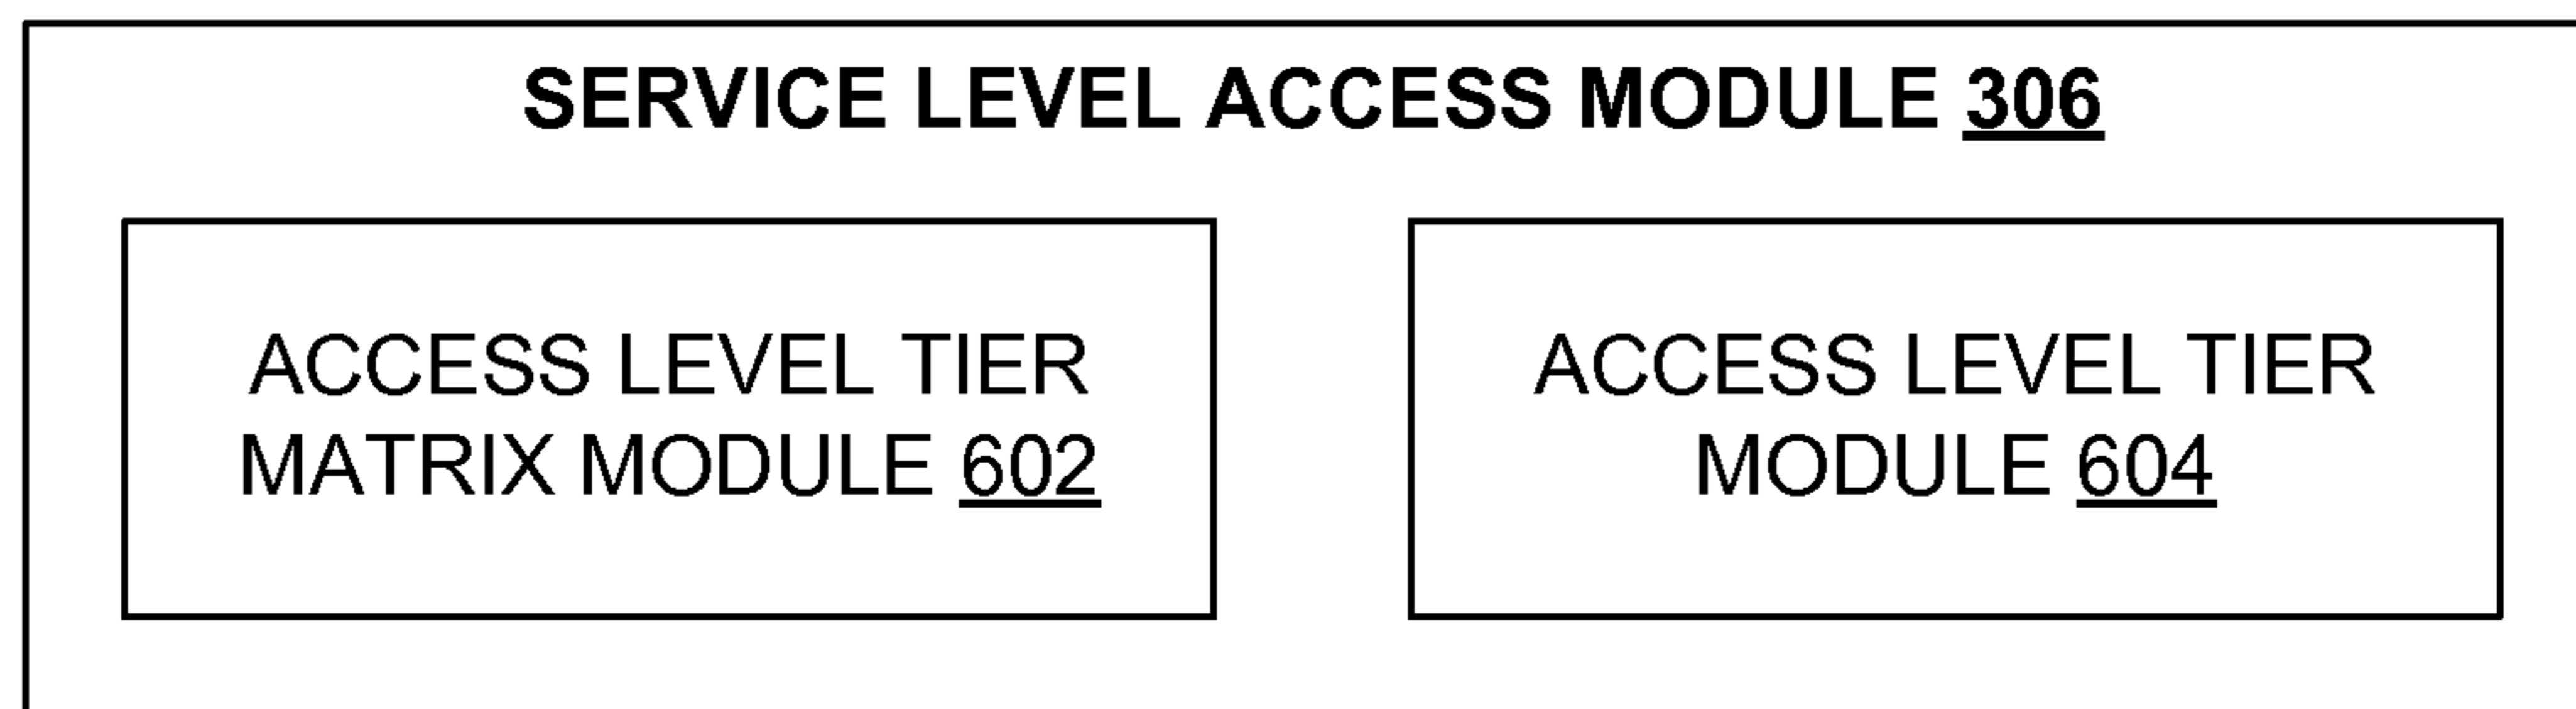 SERVICE LEVEL ACCESS MODULE 306
ACCESS LEVEL TIER
MATRIX MODULE 602
ACCESS LEVEL TIER
MODULE 604